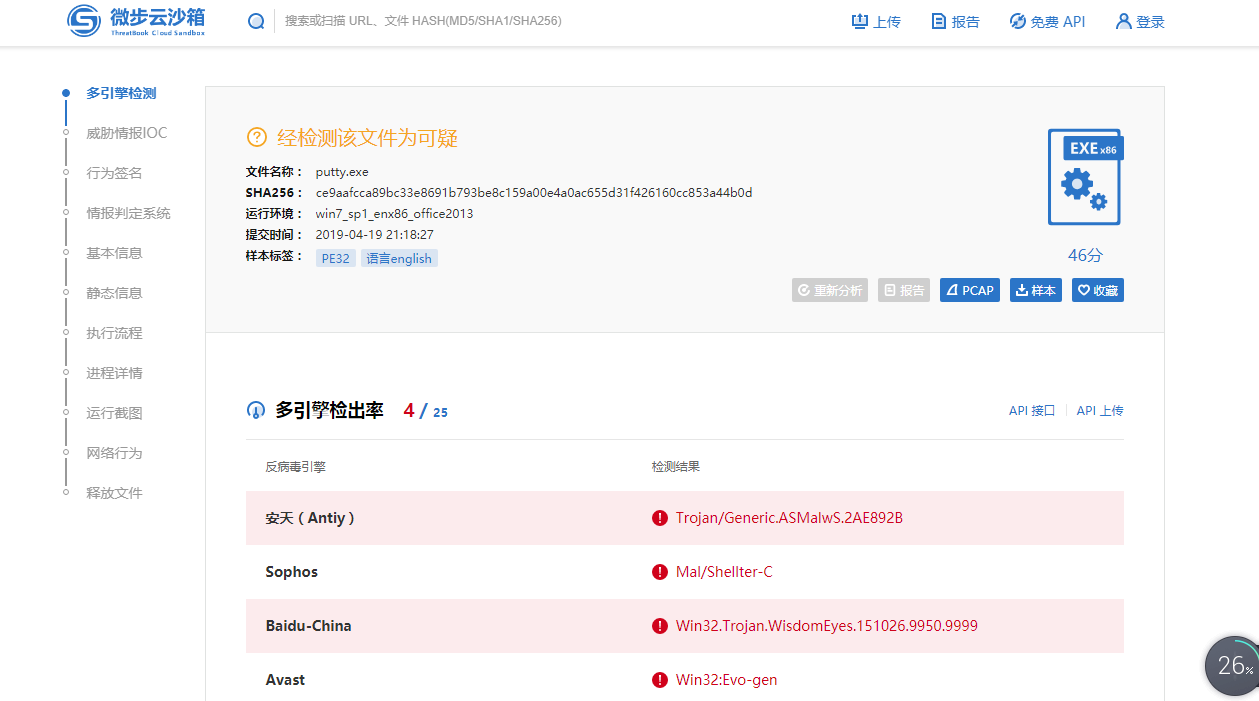 微步云沙箱
ThreatBook Cloud Sandbox
搜索或扫描 URL、文件 HASH(MD5/SHA1/SHA256)
上传
报告
免费 API
登录
多引擎检测
威胁情报IOC
行为签名
情报判定系统
基本信息
静态信息
执行流程
进程详情
运行截图
网络行为
释放文件
经检测该文件为可疑
文件名称： putty.exe
SHA256： ce9aafcca89bc33e8691b793be8c159a00e4a0ac655d31f426160cc853a44b0d
运行环境： win7_sp1_enx86_office2013
提交时间： 2019-04-19 21:18:27
样本标签： PE32 语言english
EXE x86
46分
重新分析
报告
PCAP
样本
收藏
多引擎检出率 4 / 25
API 接口
API 上传
反病毒引擎 检测结果
安天（Antiy） Trojan/Generic.ASMalwS.2AE892B
Sophos Mal/Shellter-C
Baidu-China Win32.Trojan.WisdomEyes.151026.9950.9999
Avast Win32:Evo-gen
26%